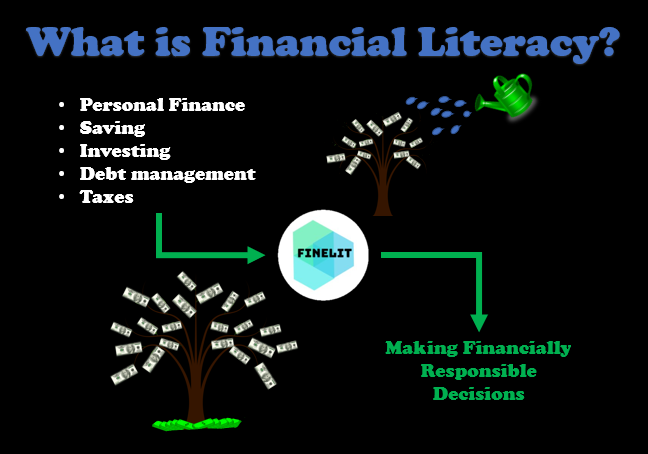 What is Financial Literacy?
• Personal Finance
• Saving
• Investing
• Debt management
• Taxes
FINELIT
Making Financially
Responsible
Decisions